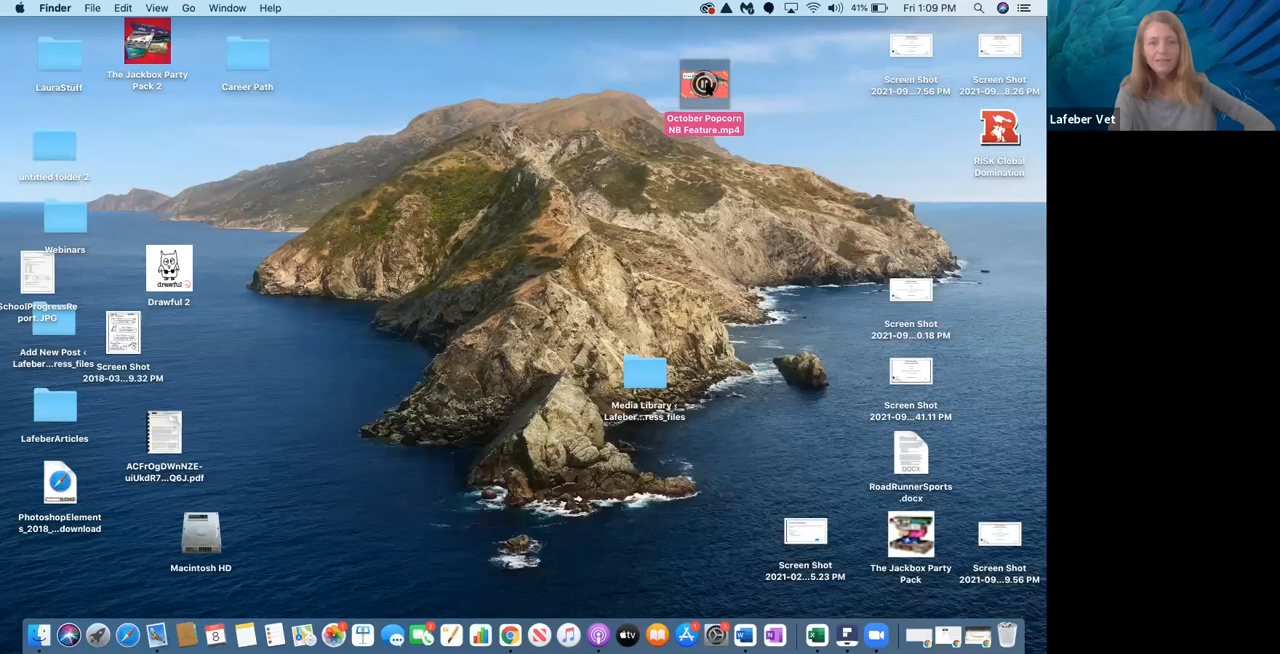 Finder File Edit View Go Window Help
41% Fri 1:09 PM
LauraStuff
The Jackbox Party
Pack 2
Career Path
October Popcorn
NB Feature.mp4
Screen Shot
2021-09...7.56 PM
Screen Shot
2021-09...8.26 PM
Lafeber Vet
RISK Global
Domination
untitled folder 2
Webinars
SchoolProgressRe
port.JPG
drawful
Drawful 2
Add New Post ‹
Lafeber...ress_files
Screen Shot
2018-03...9.32 PM
Screen Shot
2021-09...0.18 PM
Media Library ‹
Lafeber...ress_files
Screen Shot
2021-09...41.11 PM
LafeberArticles
ACFrOgDWnNZE-
uiUkdR7...Q6J.pdf
DOCX
RoadRunnerSports
.docx
PhotoshopElement
s_2018_...download
Macintosh HD
Screen Shot
2021-02...5.23 PM
The Jackbox Party
Pack
Screen Shot
2021-09...9.56 PM
8
tv